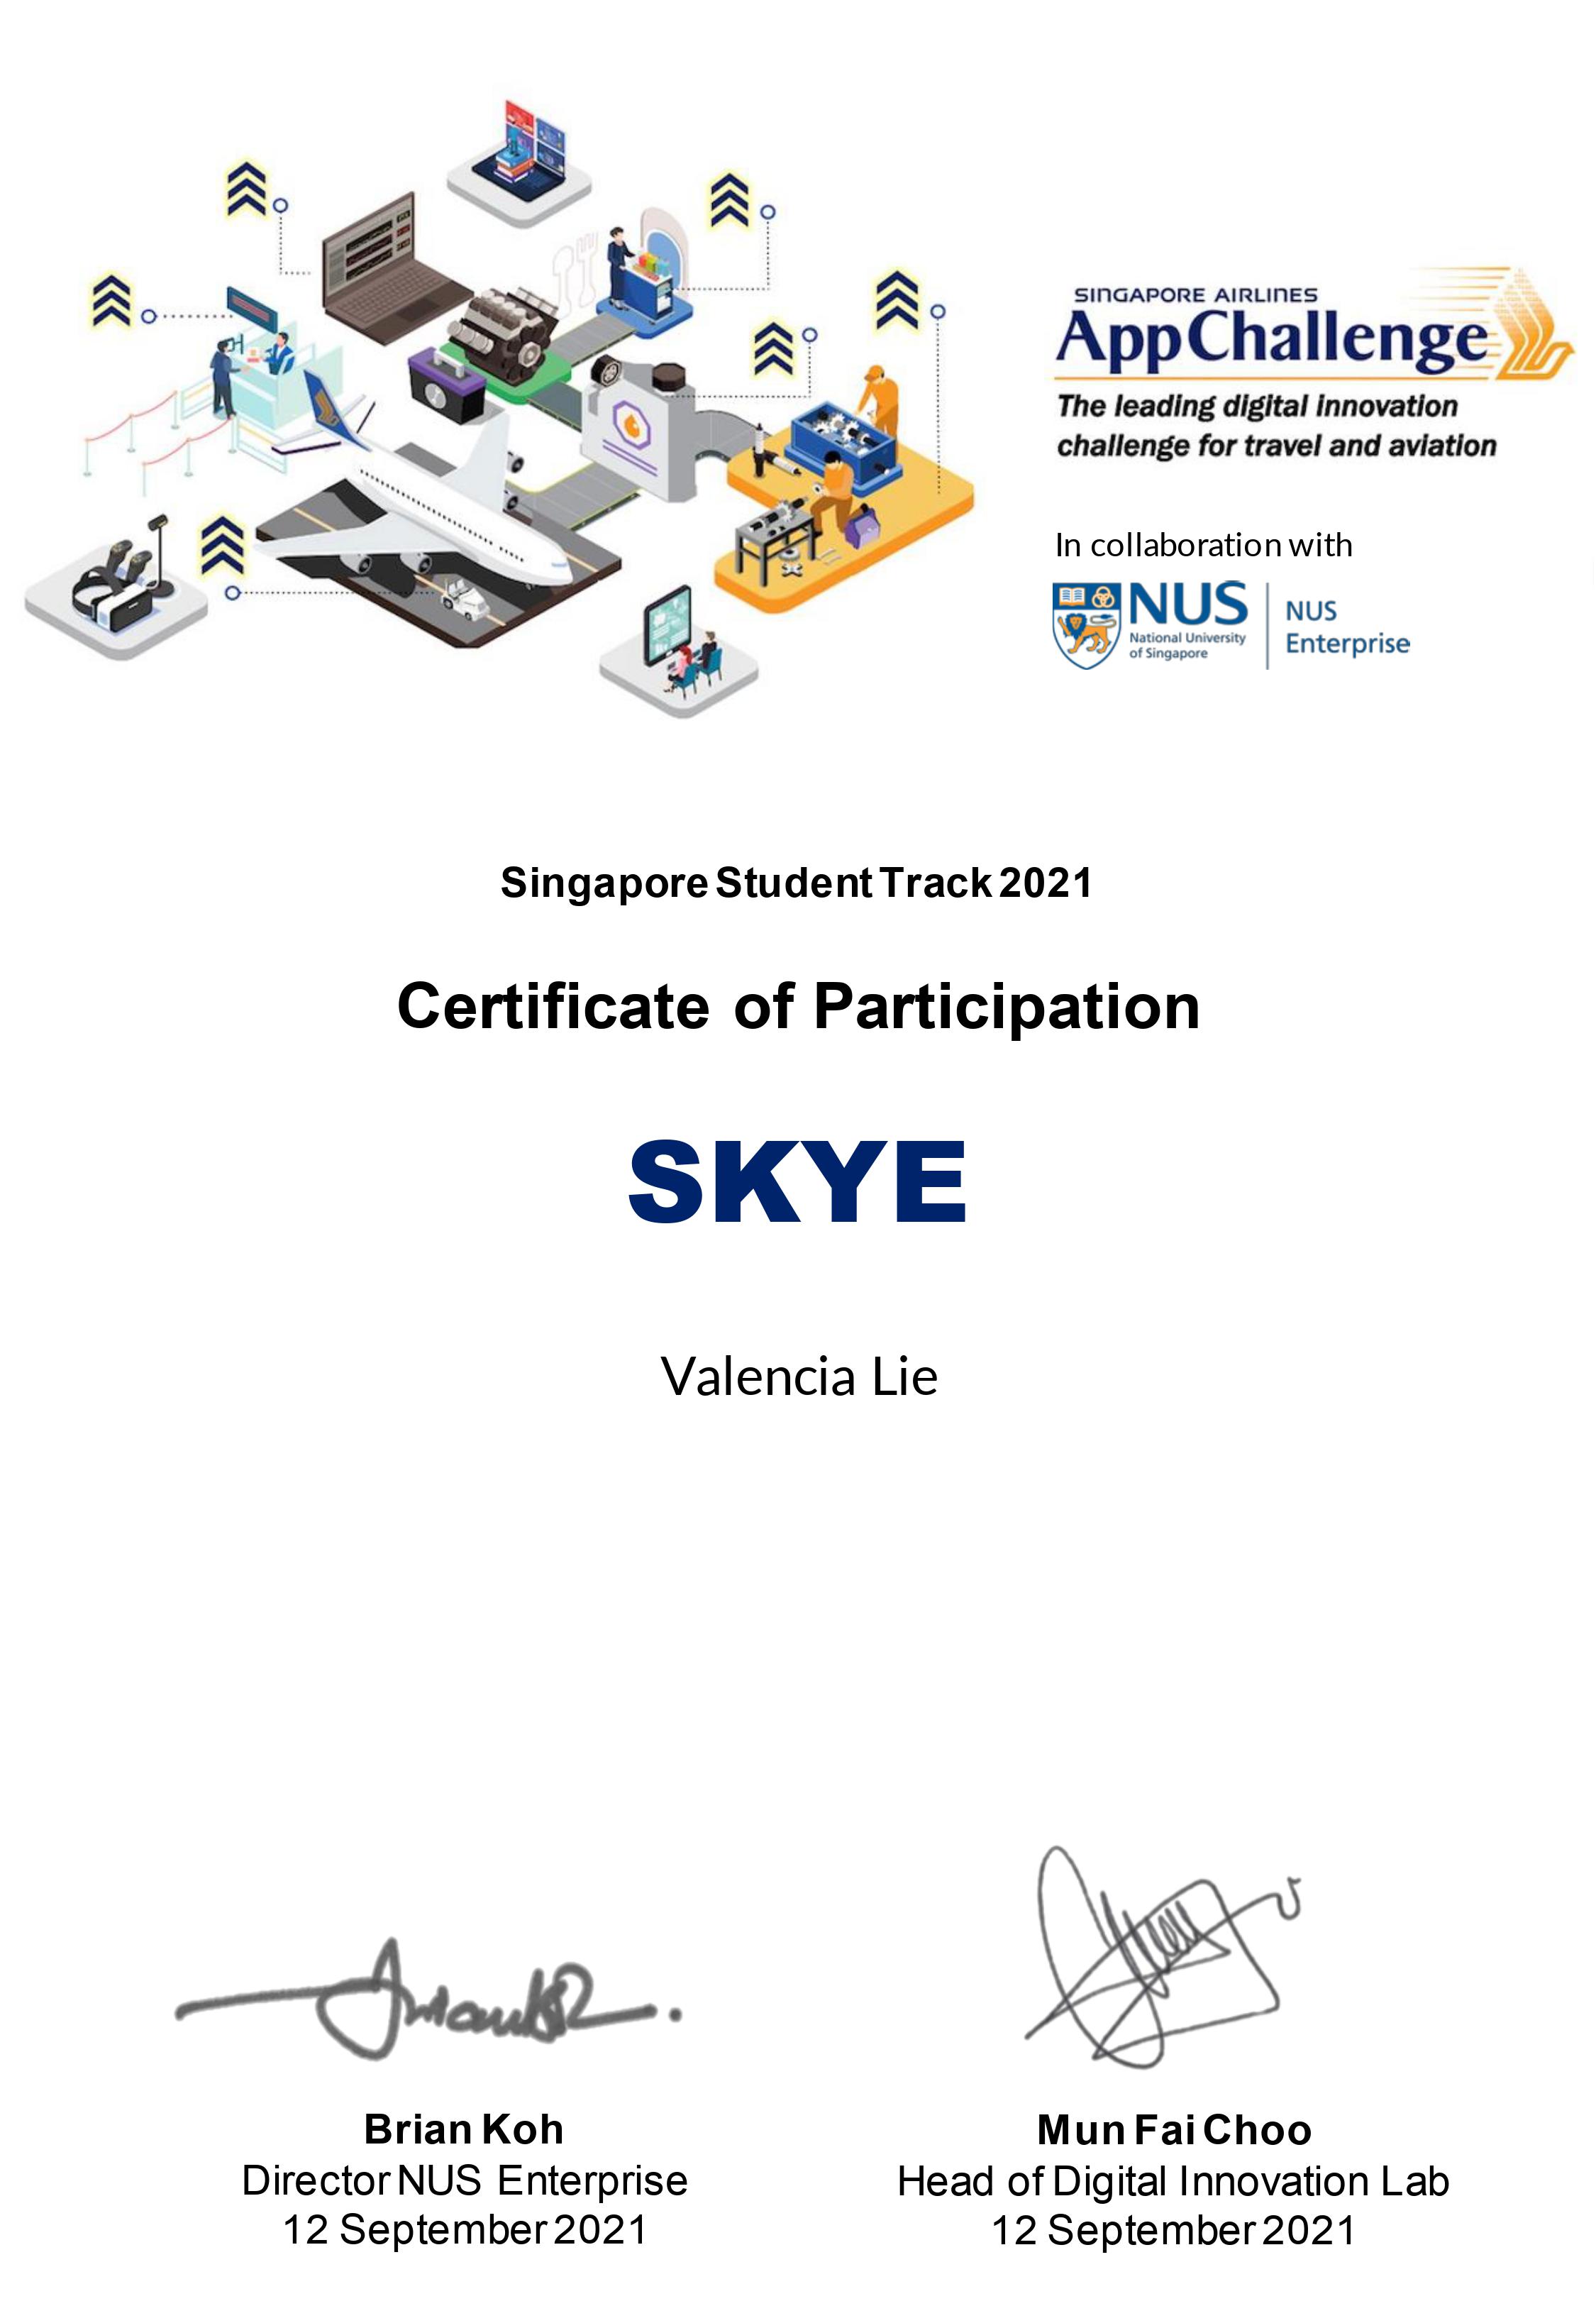 SINGAPORE AIRLINES
AppChallenge
The leading digital innovation
challenge for travel and aviation
In collaboration with
NUS
National University
of Singapore
NUS
Enterprise
Singapore Student Track 2021
Certificate of Participation
SKYE
Valencia Lie
Brian Koh
Director NUS Enterprise
12 September 2021
Mun Fai Choo
Head of Digital Innovation Lab
12 September 2021